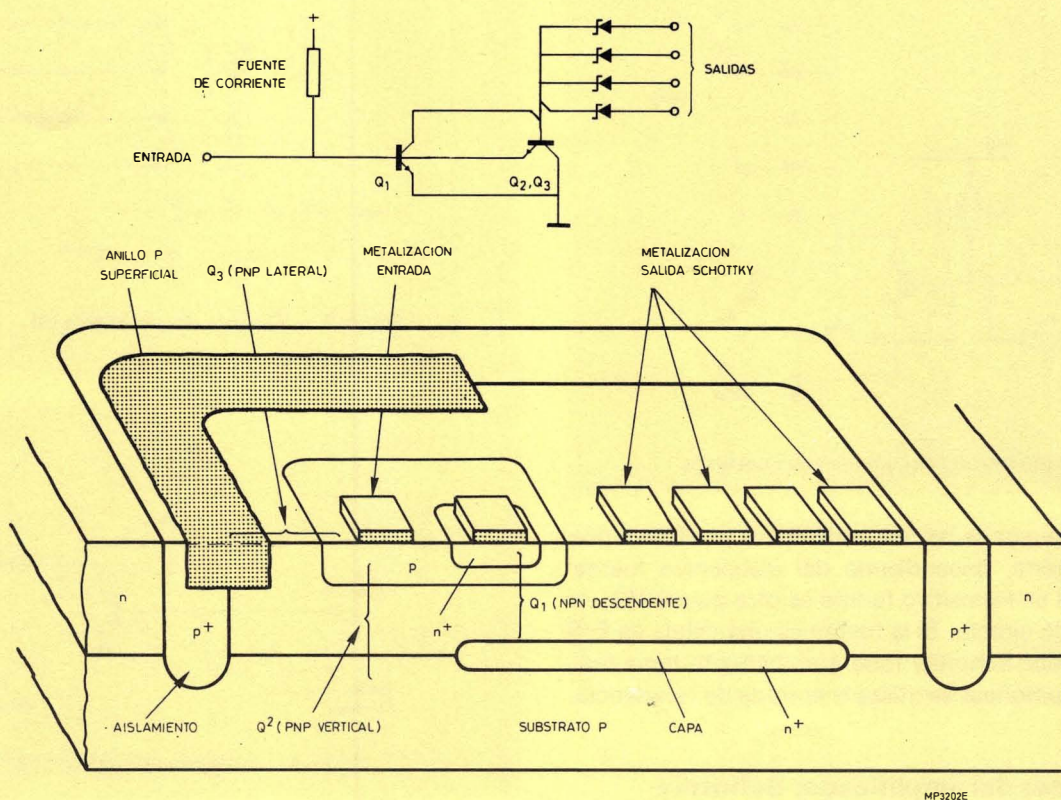 +
FUENTE
DE CORRIENTE
SALIDAS
ENTRADA
Q1
Q2,Q3
ANILLO P
SUPERFICIAL
Q3 (PNP LATERAL)
METALIZACION
ENTRADA
METALIZACION
SALIDA SCHOTTKY
n
p+
p
n+
Q1 (NPN DESCENDENTE)
p+
n
AISLAMIENTO
Q2 (PNP VERTICAL)
SUBSTRATO P
CAPA
n+
MP3202E